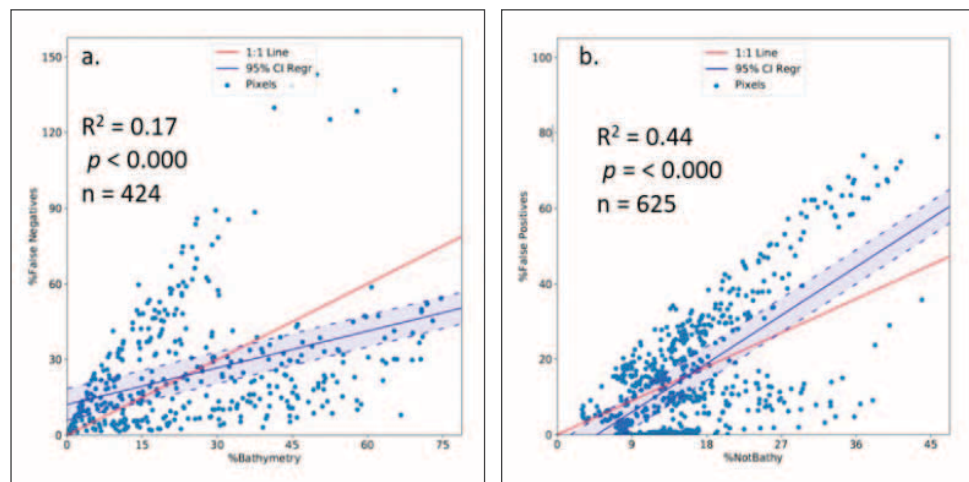 a.
1:1 Line
95% CI Regr
Pixels
R² = 0.17
p < 0.000
n = 424
150
120
90
60
30
0
%False Negatives
0 15 30 45 60 75
%Bathymetry
b.
1:1 Line
95% CI Regr
Pixels
R² = 0.44
p = < 0.000
n = 625
100
80
60
40
20
0
%False Positives
0 9 18 27 36 45
%NotBathy